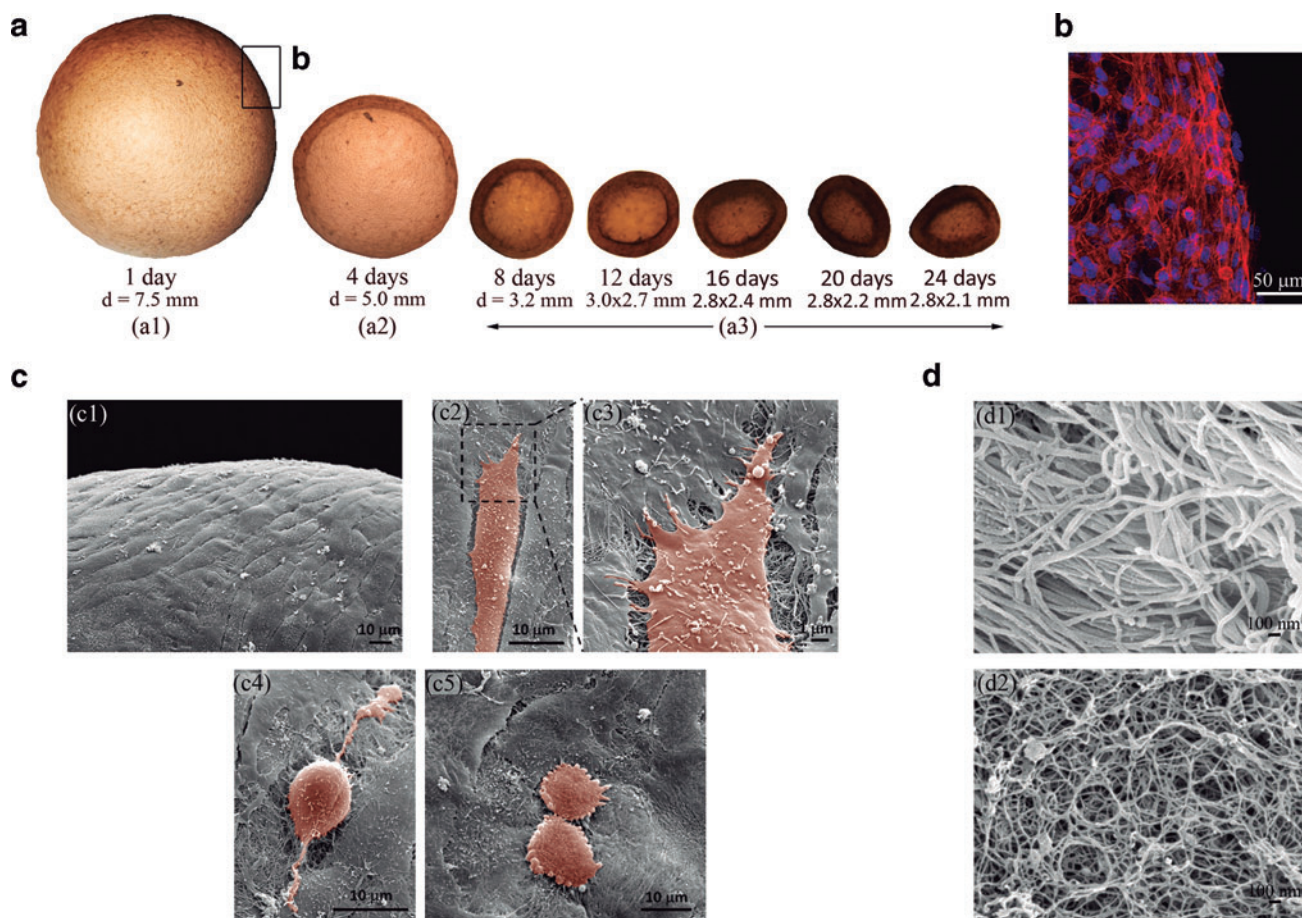 a
b
b
1 day
d = 7.5 mm
(a1)
4 days
d = 5.0 mm
(a2)
8 days
d = 3.2 mm
12 days
3.0x2.7 mm
16 days
2.8x2.4 mm
20 days
2.8x2.2 mm
24 days
2.8x2.1 mm
(a3)
50 µm
c
(c1)
10 µm
(c2)
10 µm
(c3)
1 µm
(c4)
10 µm
(c5)
10 µm
d
(d1)
100 nm
(d2)
100 nm